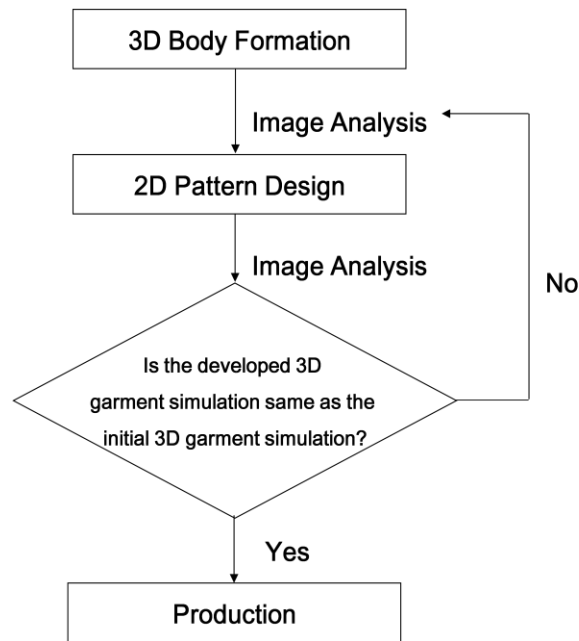 3D Body Formation
Image Analysis
2D Pattern Design
Image Analysis
No
Is the developed 3D
garment simulation same as the
initial 3D garment simulation?
Yes
Production